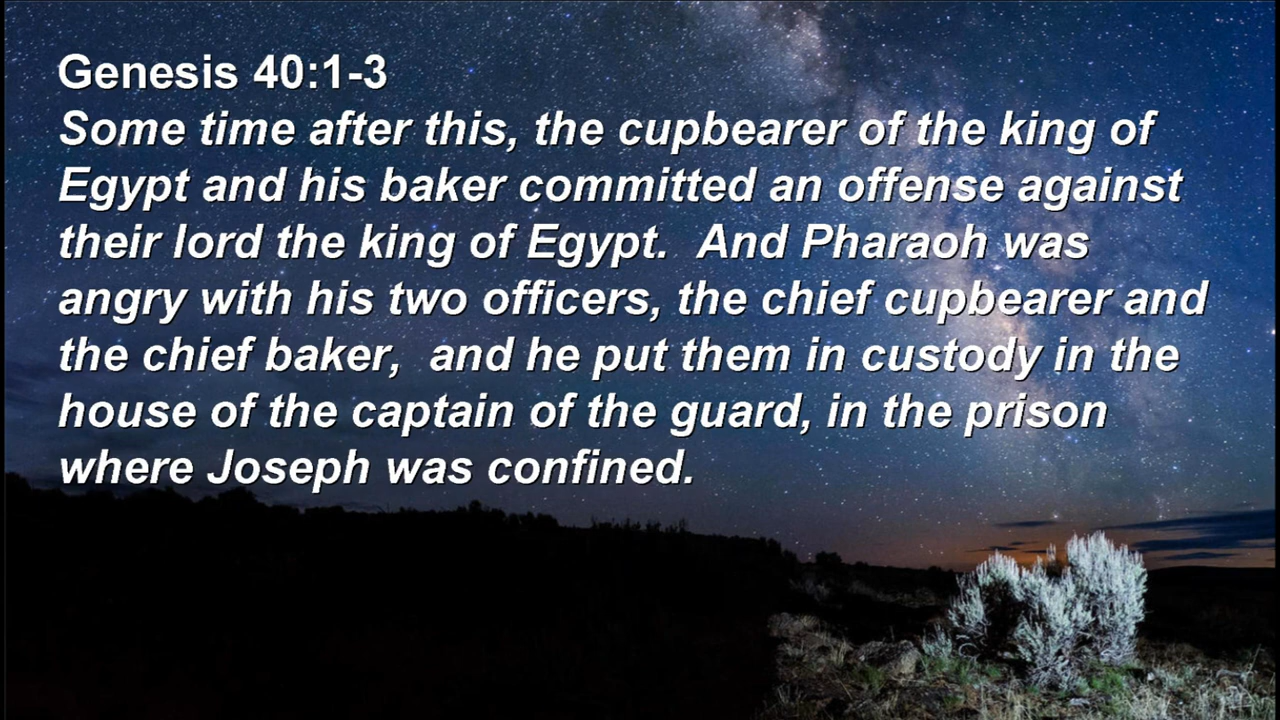 Genesis 40:1-3
Some time after this, the cupbearer of the king of
Egypt and his baker committed an offense against
their lord the king of Egypt.  And Pharaoh was
angry with his two officers, the chief cupbearer and
the chief baker,  and he put them in custody in the
house of the captain of the guard, in the prison
where Joseph was confined.